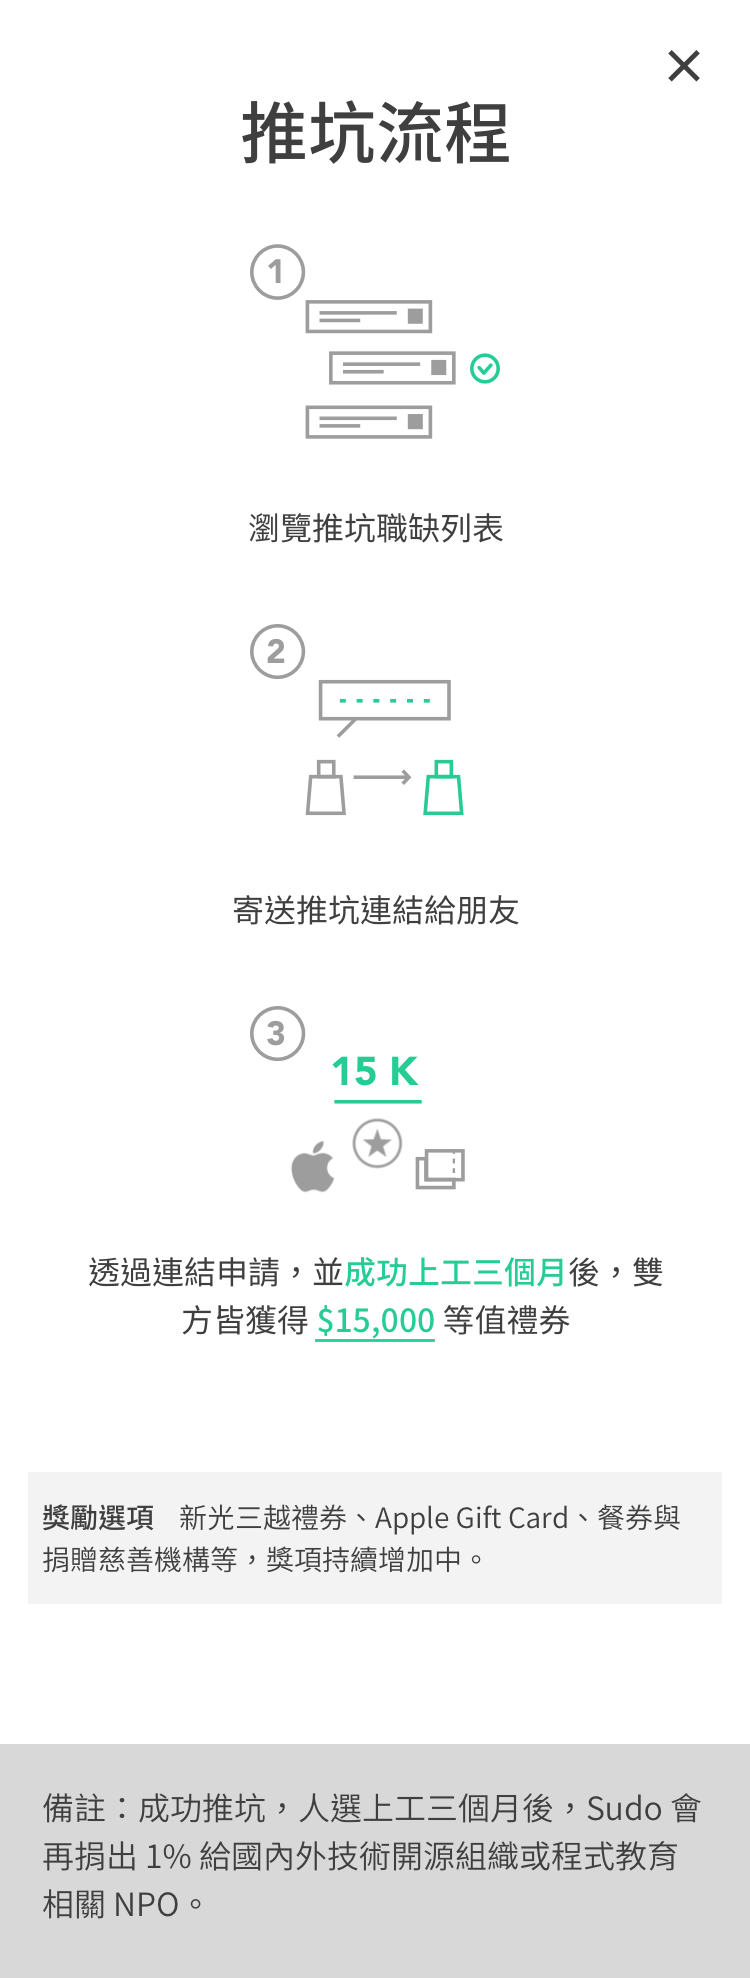 推坑流程
1
瀏覽推坑職缺列表
2
寄送推坑連結給朋友
3
15 K
透過連結申請，並成功上工三個月後，雙
方皆獲得 $15,000 等值禮券
獎勵選項　新光三越禮券、Apple Gift Card、餐券與
捐贈慈善機構等，獎項持續增加中。
備註：成功推坑，人選上工三個月後，Sudo 會
再捐出 1% 給國內外技術開源組織或程式教育
相關 NPO。